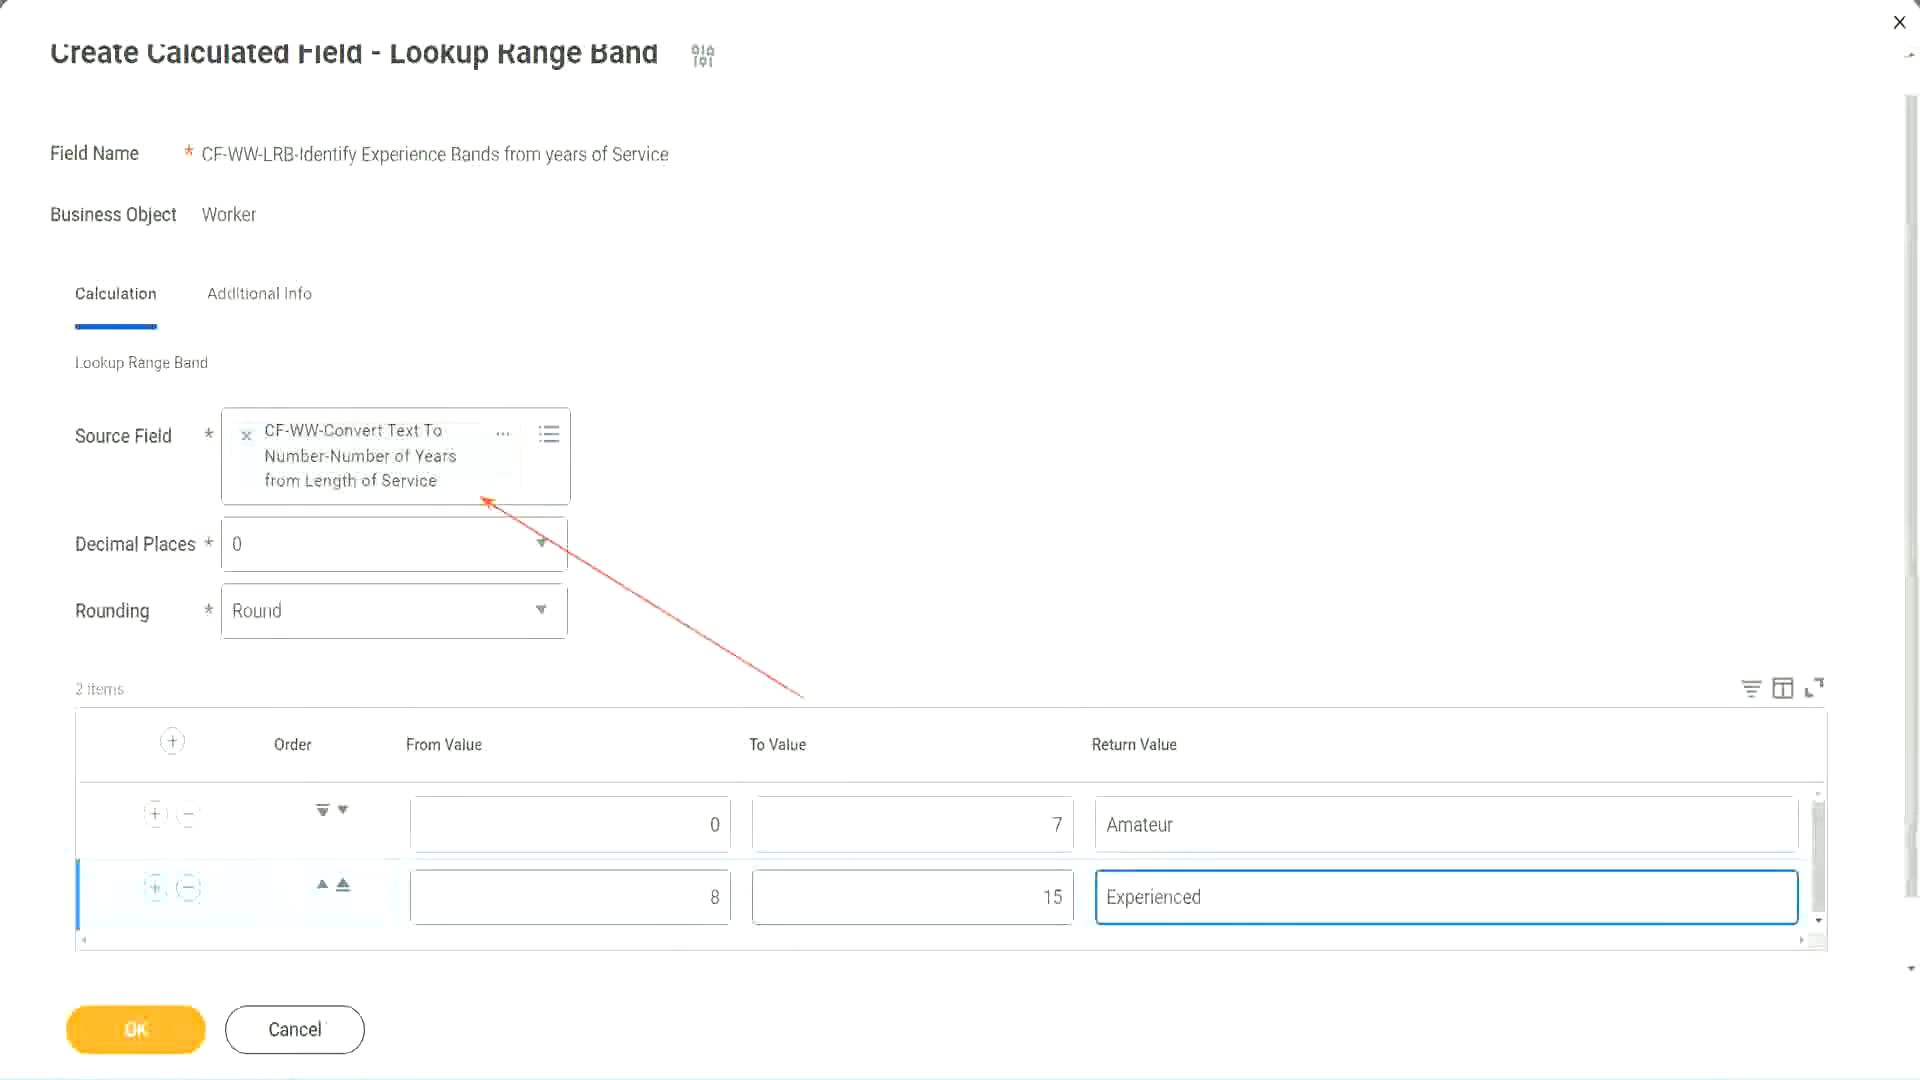 Create Calculated Field - Lookup Range Band
Field Name * CF-WW-LRB-Identify Experience Bands from years of Service
Business Object Worker
Calculation Additional Info
Lookup Range Band
Source Field * CF-WW-Convert Text To
Number-Number of Years
from Length of Service
Decimal Places * 0
Rounding * Round
2 items
Order From Value To Value Return Value
0 7 Amateur
8 15 Experienced
OK Cancel